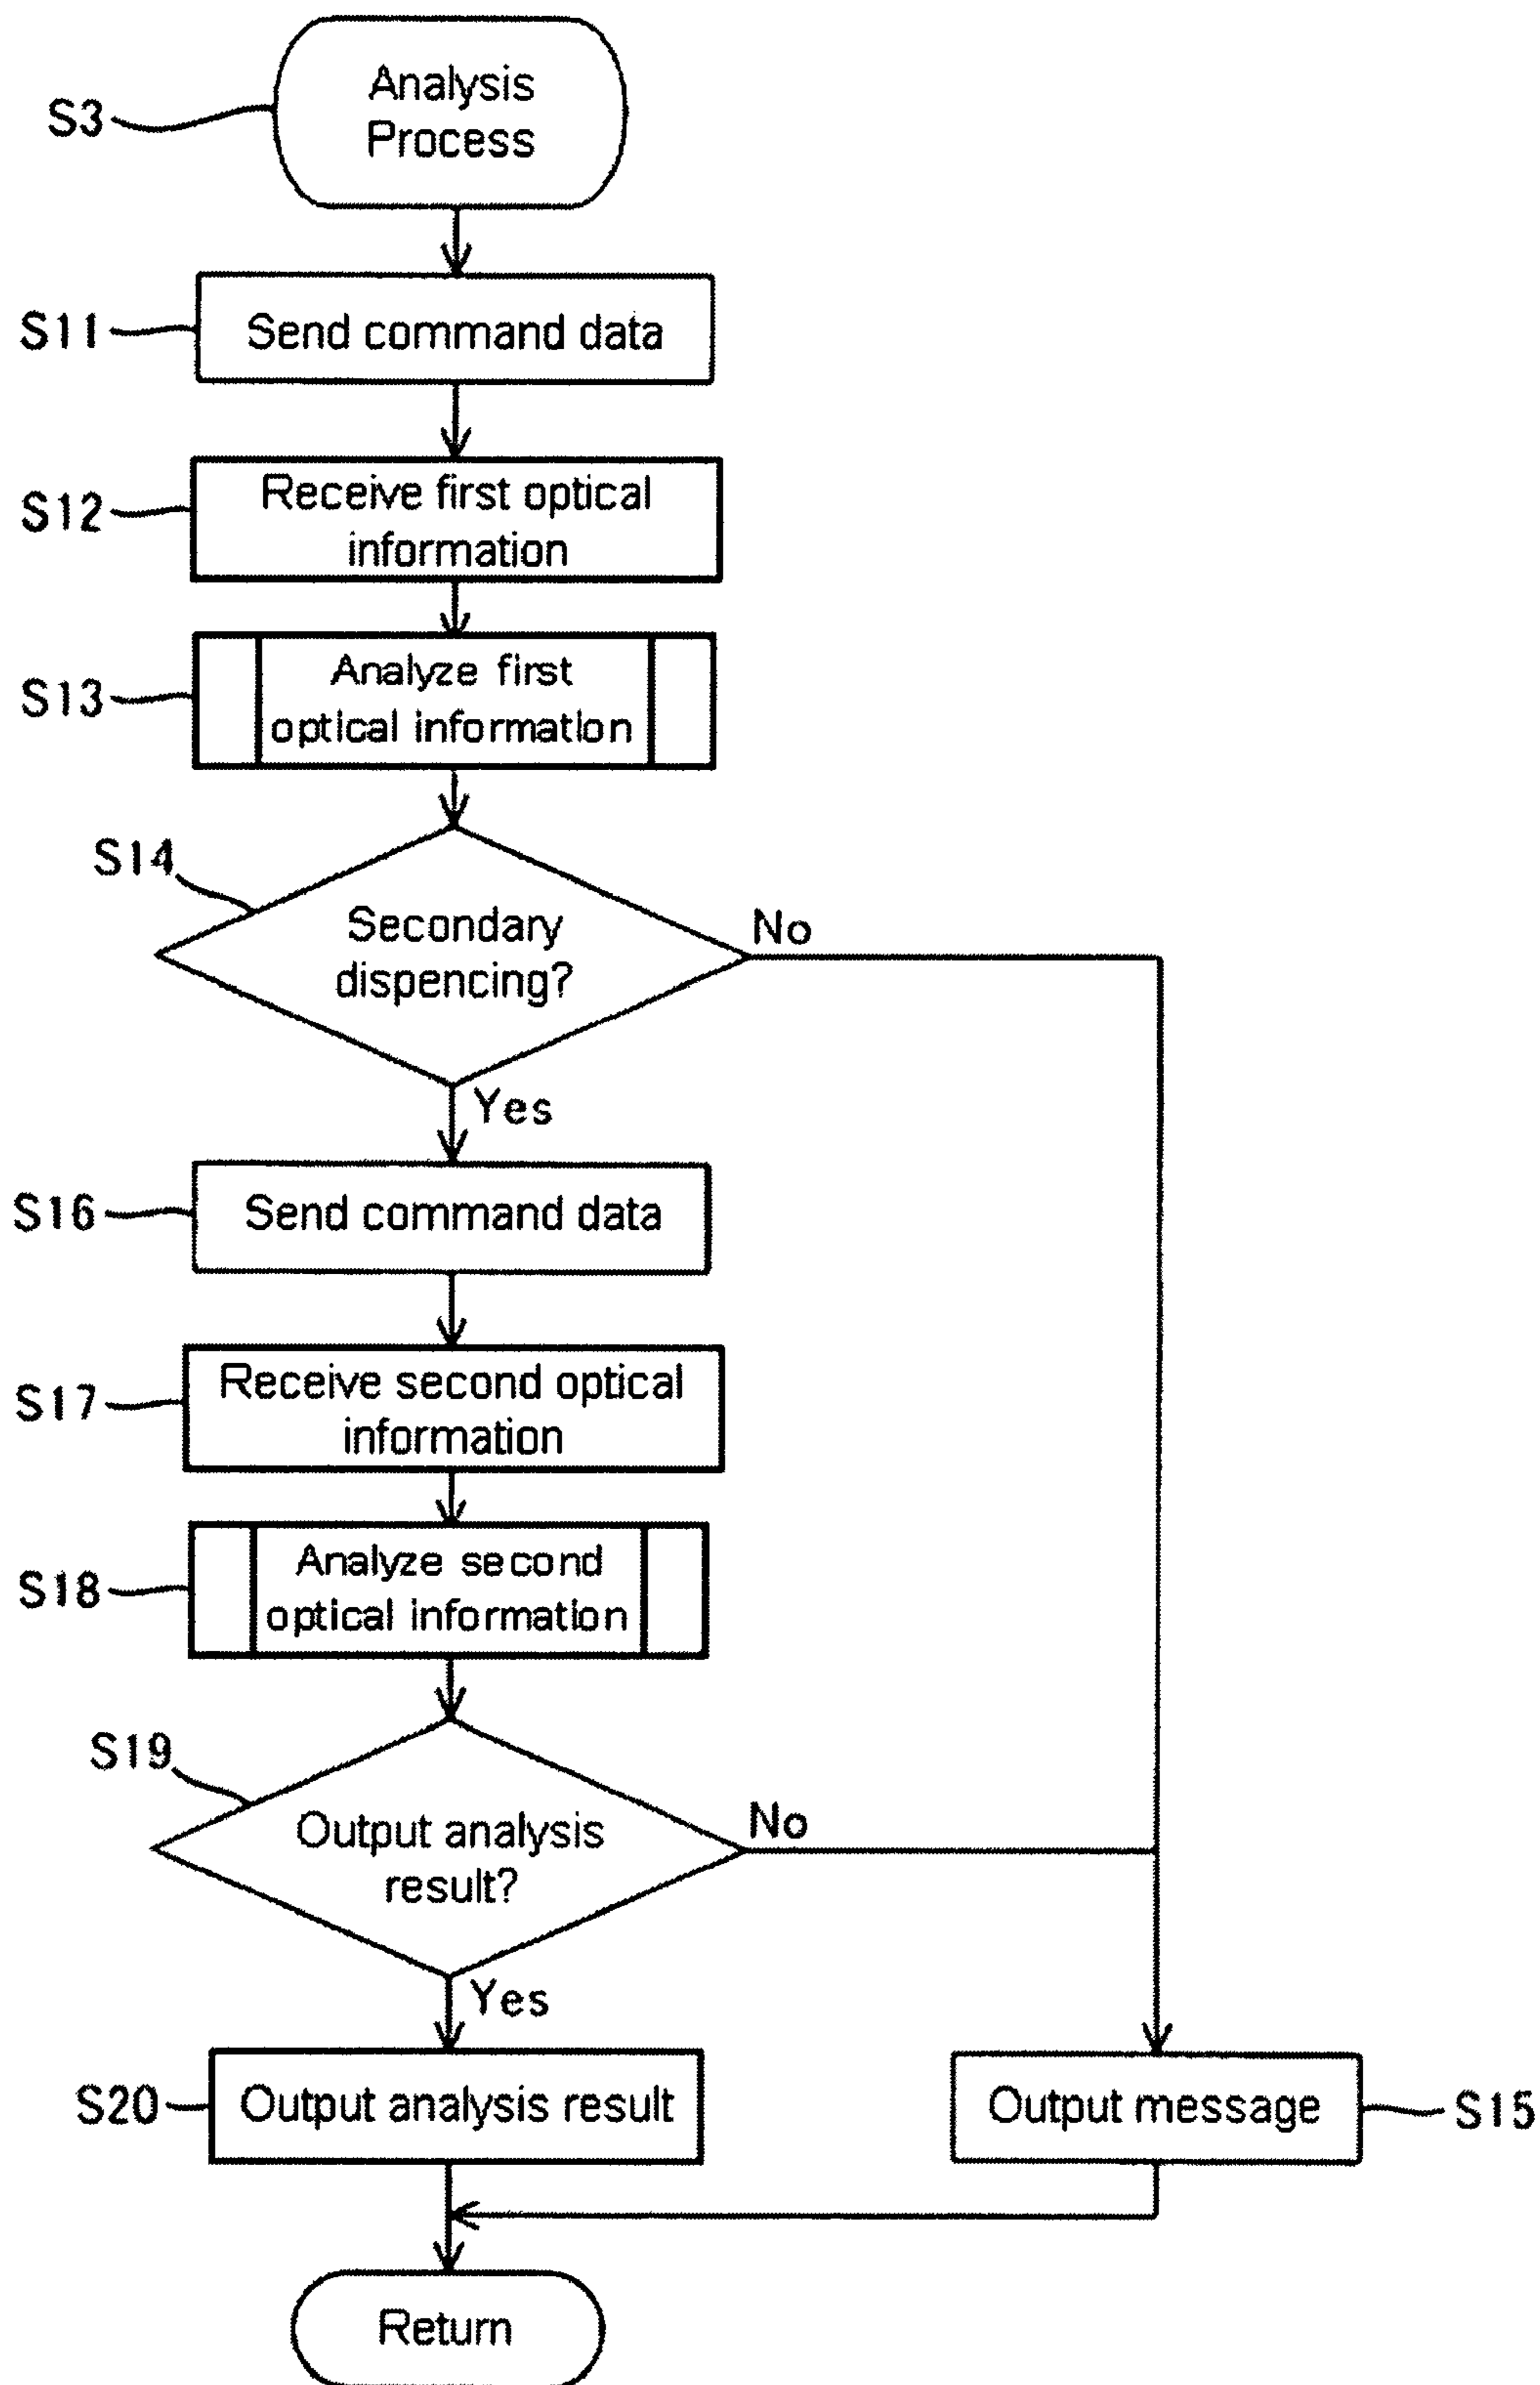 S3
Analysis
Process
S11
Send command data
S12
Receive first optical
information
S13
Analyze first
optical information
S14
Secondary
dispencing?
No
Yes
S16
Send command data
S17
Receive second optical
information
S18
Analyze second
optical information
S19
Output analysis
result?
No
Yes
S20
Output analysis result
Output message
S15
Return